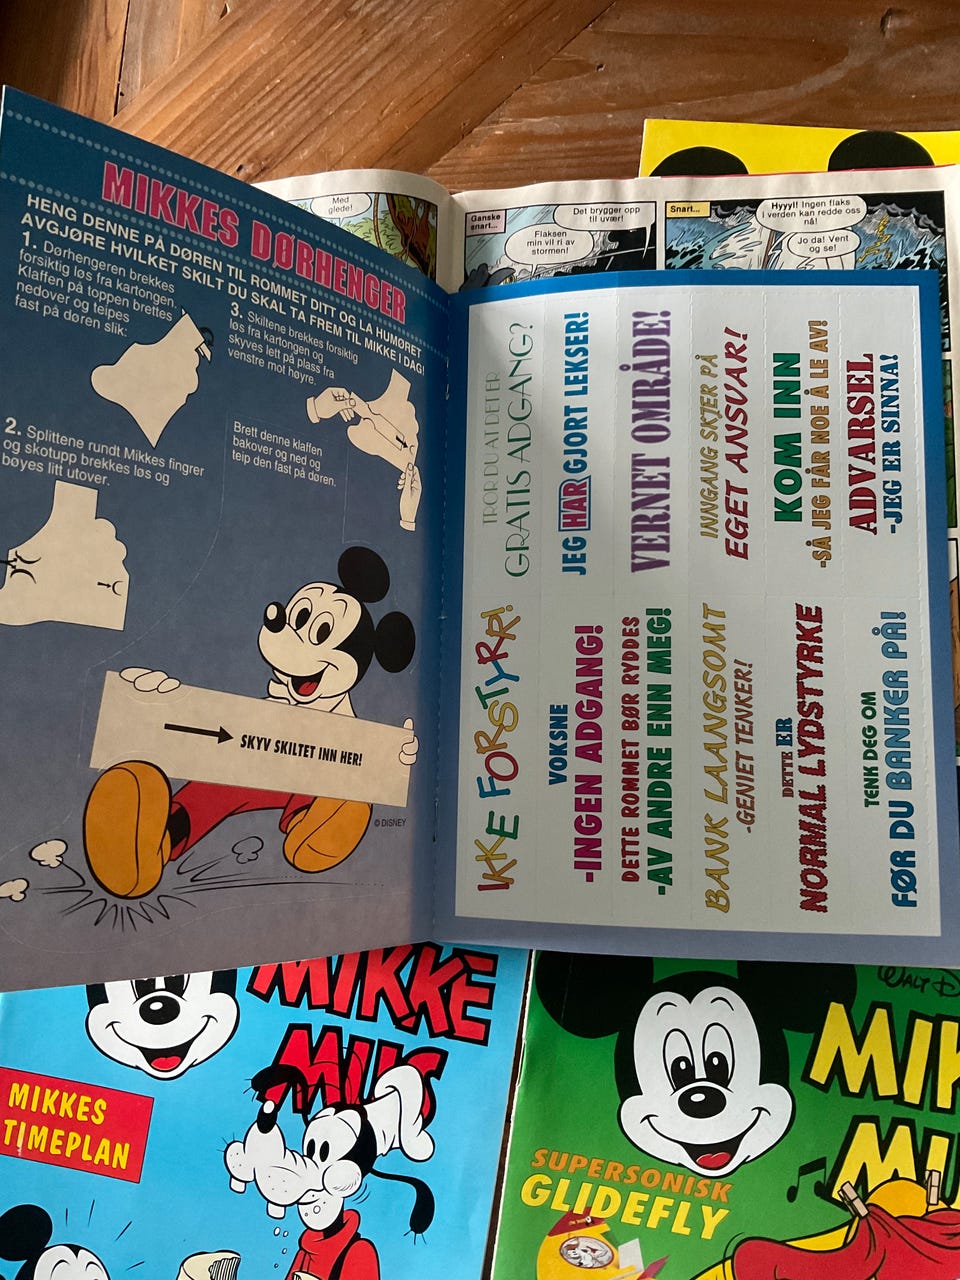 MIKKES DØRHENGER
HENG DENNE PÅ DØREN TIL ROMMET DITT OG LA HUMØRET
AVGJØRE HVILKET SKILT DU SKAL TA FREM TIL MIKKE I DAG!
1. Dørhengeren brekkes
forsiktig løs fra kartongen.
Klaffen på toppen brettes
nedover og teipes
fast på døren slik:
2. Splittene rundt Mikkes fingrer
og skotupp brekkes løs og
bøyes litt utover.
3. Skiltene brekkes forsiktig
løs fra kartongen og
skyves lett på plass fra
venstre mot høyre.
Brett denne klaffen
bakover og ned og
teip den fast på døren.
SKYV SKILTET INN HER!
© DISNEY
Med
glede!
Ganske
snart...
Det brygger opp
til uvær!
Flaksen
min vil ri av
stormen!
Snart...
Hyyyl! Ingen flaks
i verden kan redde oss
nå!
Jo da! Vent
og se!
TROR DU AT DET ER
GRATIS ADGANG?
JEG HAR GJORT LEKSER!
VERNET OMRÅDE!
INNGANG SKJER PÅ
EGET ANSVAR!
KOM INN
-SÅ JEG FÅR NOE Å LE AV!
ADVARSEL
-JEG ER SINNA!
IKKE FORSTYRR!
VOKSNE
-INGEN ADGANG!
DETTE ROMMET BØR RYDDES
-AV ANDRE ENN MEG!
BANK LANGSOMT
-GENIET TENKER!
DETTE ER
NORMAL LYDSTYRKE
TENK DEG OM
FØR DU BANKER PÅ!
MIKKE
MUS
MIKKES
TIMEPLAN
WALT D
MIK
MU
SUPERSONISK
GLIDEFLY